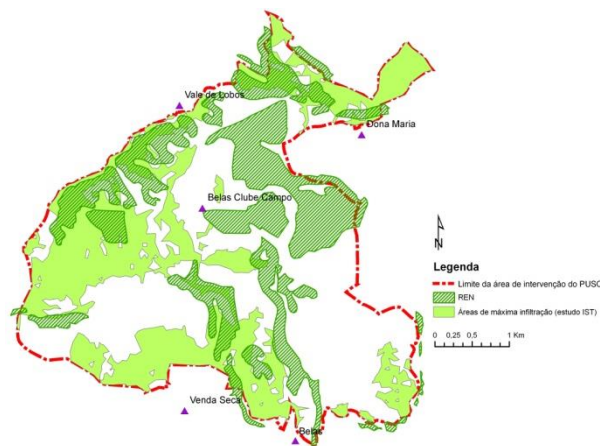 Vale de Lobos
Dona Maria
Belas Clube Campo
N
Legenda
Limite da área de intervenção do PUSC
REN
Áreas de máxima infiltração (estudo IST)
0 0,25 0,5 1 Km
Venda Seca
Belas